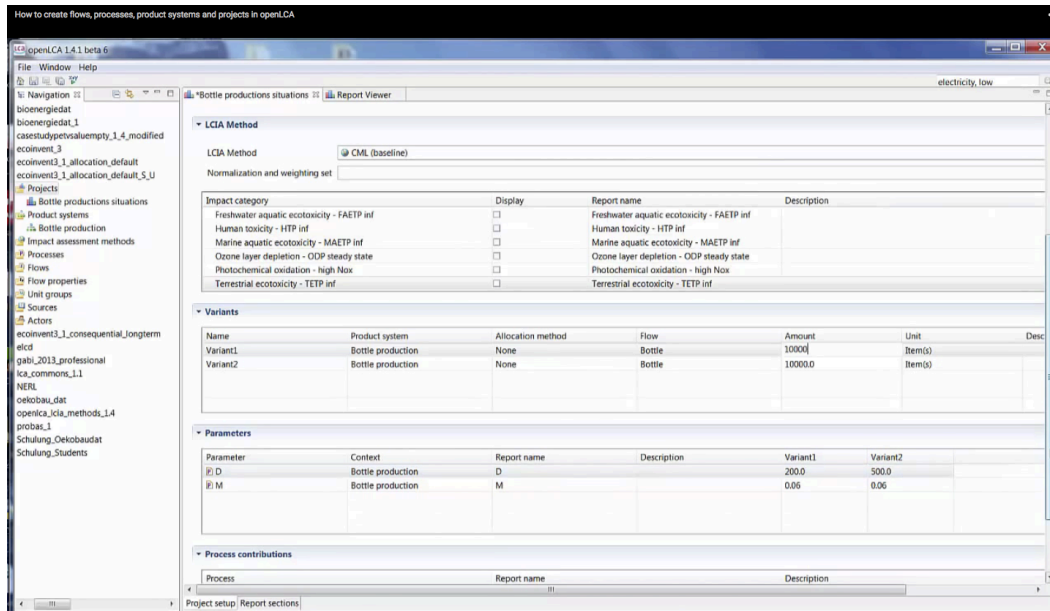 How to create flows, processes, product systems and projects in openLCA
openLCA 1.4.1 beta 6
File Window Help
electricity, low
Navigation
bioenergiedat
bioenergiedat_1
casestudypetvsaluempty_1_4_modified
ecoinvent_3
ecoinvent3_1_allocation_default
ecoinvent3_1_allocation_default_S_U
Projects
Bottle productions situations
Product systems
Bottle production
Impact assessment methods
Processes
Flows
Flow properties
Unit groups
Sources
Actors
ecoinvent3_1_consequential_longterm
elcd
gabi_2013_professional
lca_commons_1.1
NERL
oekobau_dat
openlca_lcia_methods_1.4
probas_1
Schulung_Oekobaudat
Schulung_Students
*Bottle productions situations Report Viewer
LCIA Method
LCIA Method CML (baseline)
Normalization and weighting set
Impact category Display Report name Description
Freshwater aquatic ecotoxicity - FAETP inf Freshwater aquatic ecotoxicity - FAETP inf
Human toxicity - HTP inf Human toxicity - HTP inf
Marine aquatic ecotoxicity - MAETP inf Marine aquatic ecotoxicity - MAETP inf
Ozone layer depletion - ODP steady state Ozone layer depletion - ODP steady state
Photochemical oxidation - high Nox Photochemical oxidation - high Nox
Terrestrial ecotoxicity - TETP inf Terrestrial ecotoxicity - TETP inf
Variants
Name Product system Allocation method Flow Amount Unit Desc
Variant1 Bottle production None Bottle 10000 Item(s)
Variant2 Bottle production None Bottle 10000.0 Item(s)
Parameters
Parameter Context Report name Description Variant1 Variant2
D Bottle production D 200.0 500.0
M Bottle production M 0.06 0.06
Process contributions
Process Report name Description
Project setup Report sections